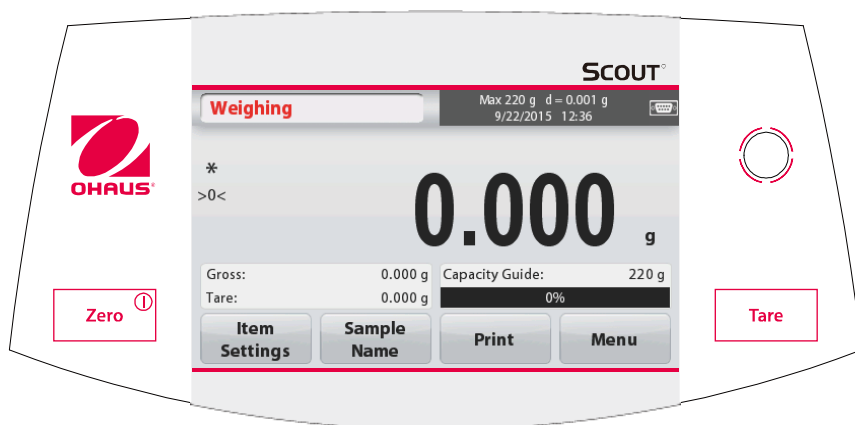 SCOUT
Weighing
Max 220 g d = 0.001 g
9/22/2015 12:36
OHAUS
*
>0<
0.000 g
Gross: 0.000 g
Tare: 0.000 g
Capacity Guide: 220 g
0%
Zero
Tare
Item
Settings
Sample
Name
Print
Menu